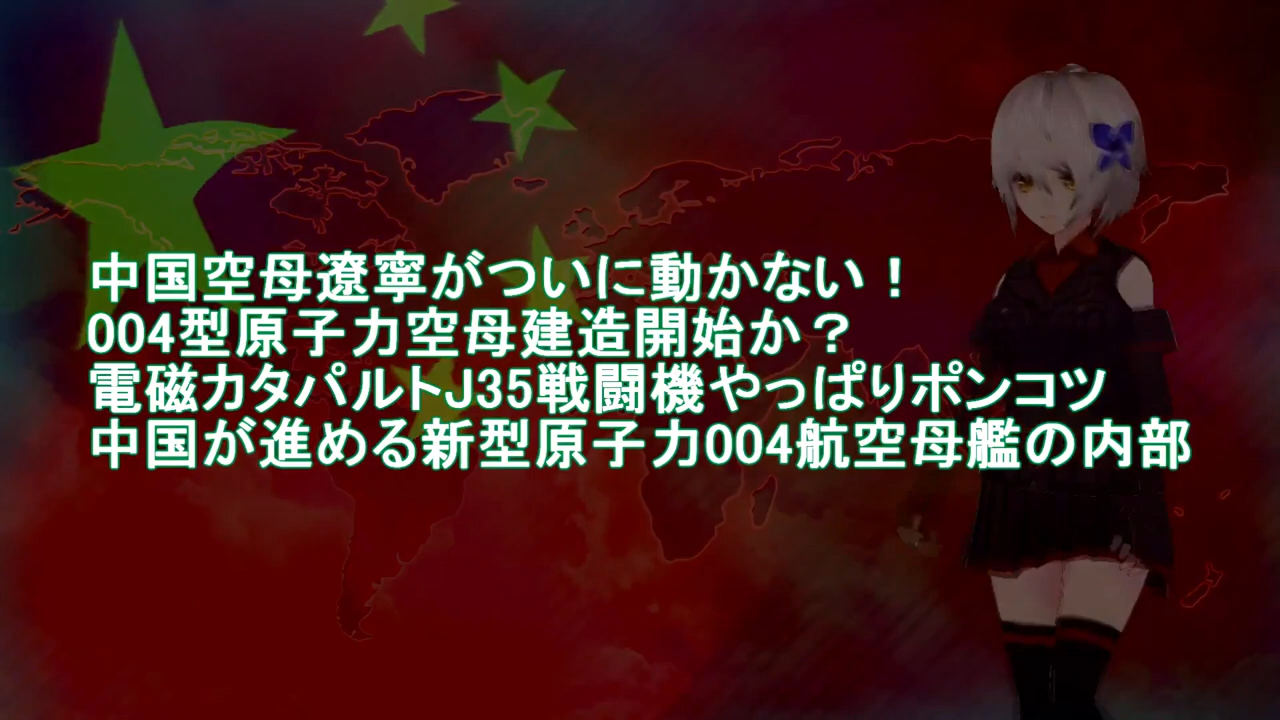 中国空母遼寧がついに動かない！
004型原子力空母建造開始か？
電磁カタパルトJ35戦闘機やっぱりポンコツ
中国が進める新型原子力004航空母艦の内部